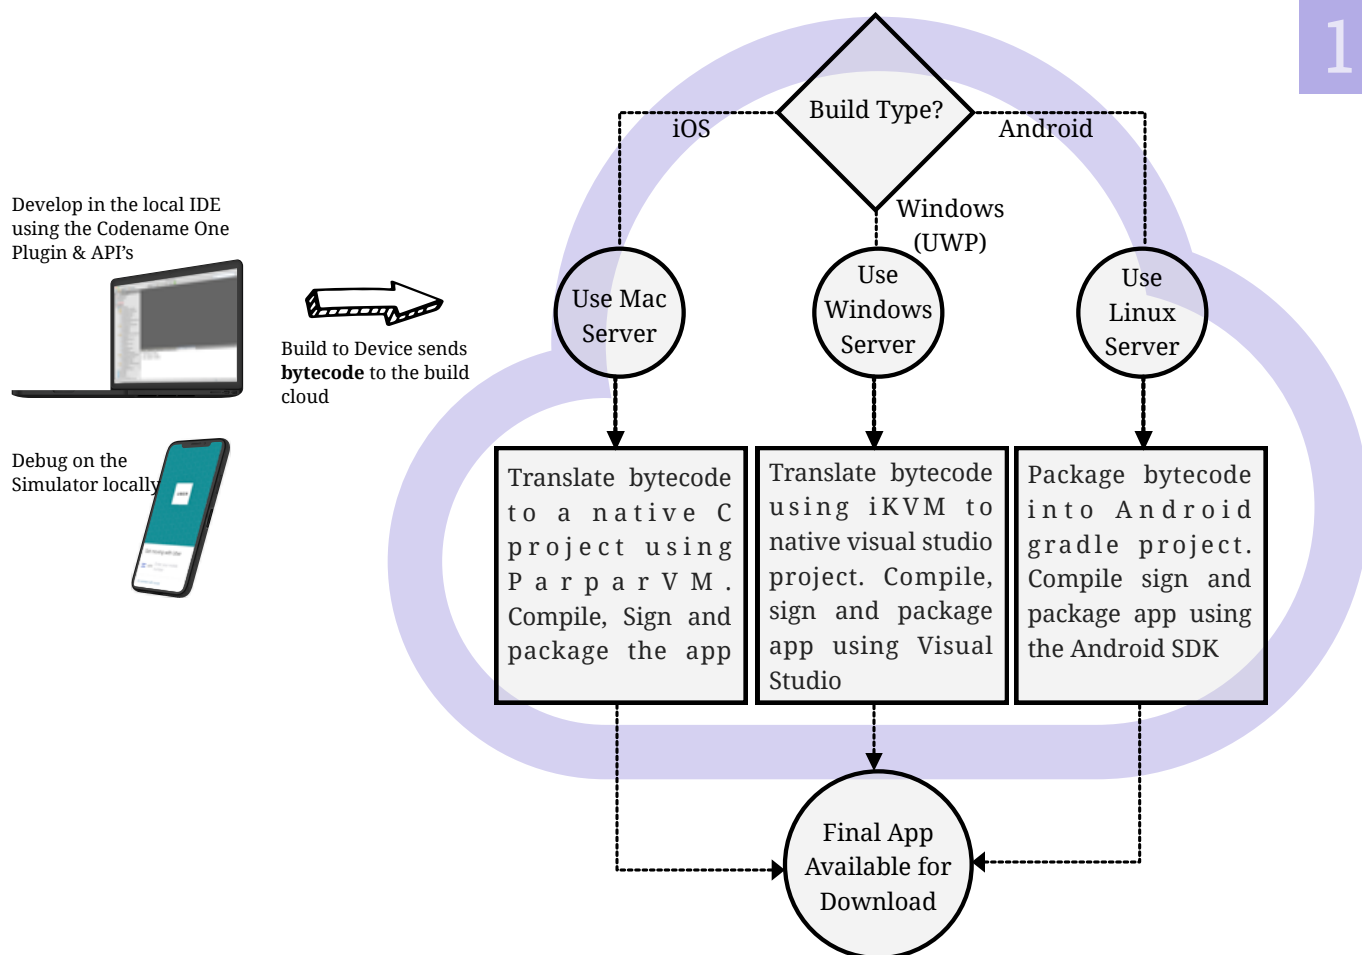 1
Build Type?
iOS
Android
Windows
(UWP)
Develop in the local IDE
using the Codename One
Plugin & API’s
Build to Device sends
bytecode to the build
cloud
Debug on the
Simulator locally
Use Mac
Server
Use
Windows
Server
Use
Linux
Server
Translate bytecode
to a native C
project using
ParparVM.
Compile, Sign and
package the app
Translate bytecode
using iKVM to
native visual studio
project. Compile,
sign and package
app using Visual
Studio
Package bytecode
into Android
gradle project.
Compile sign and
package app using
the Android SDK
Final App
Available for
Download